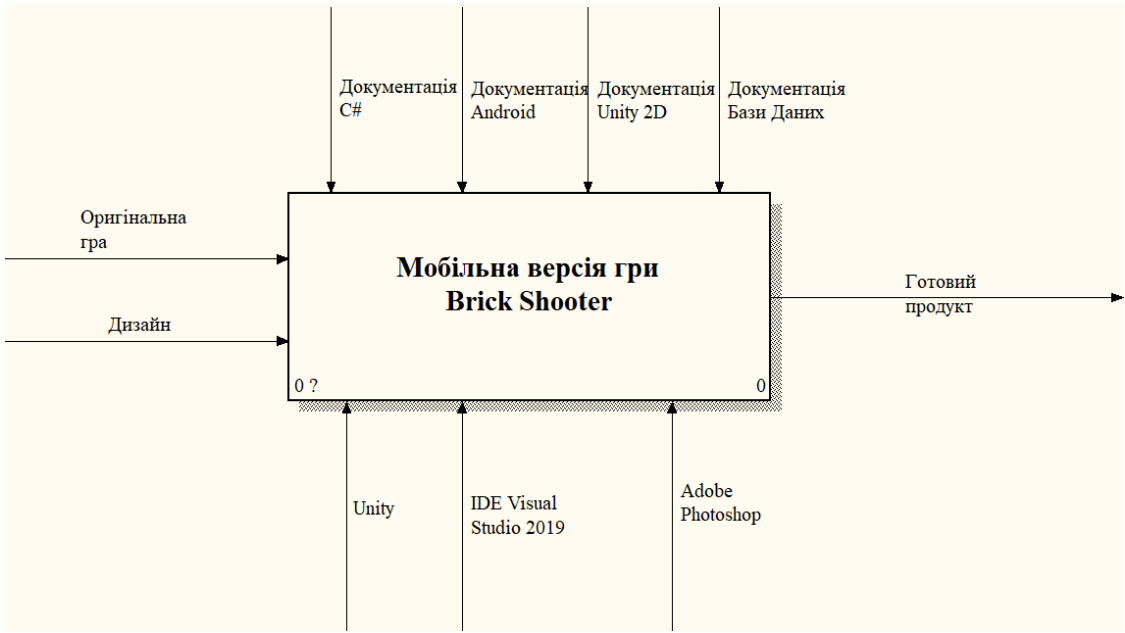 Документація
C#
Документація
Android
Документація
Unity 2D
Документація
Бази Даних
Оригінальна
гра
Дизайн
Мобільна версія гри
Brick Shooter
0 ?
0
Готовий
продукт
Unity
IDE Visual
Studio 2019
Adobe
Photoshop